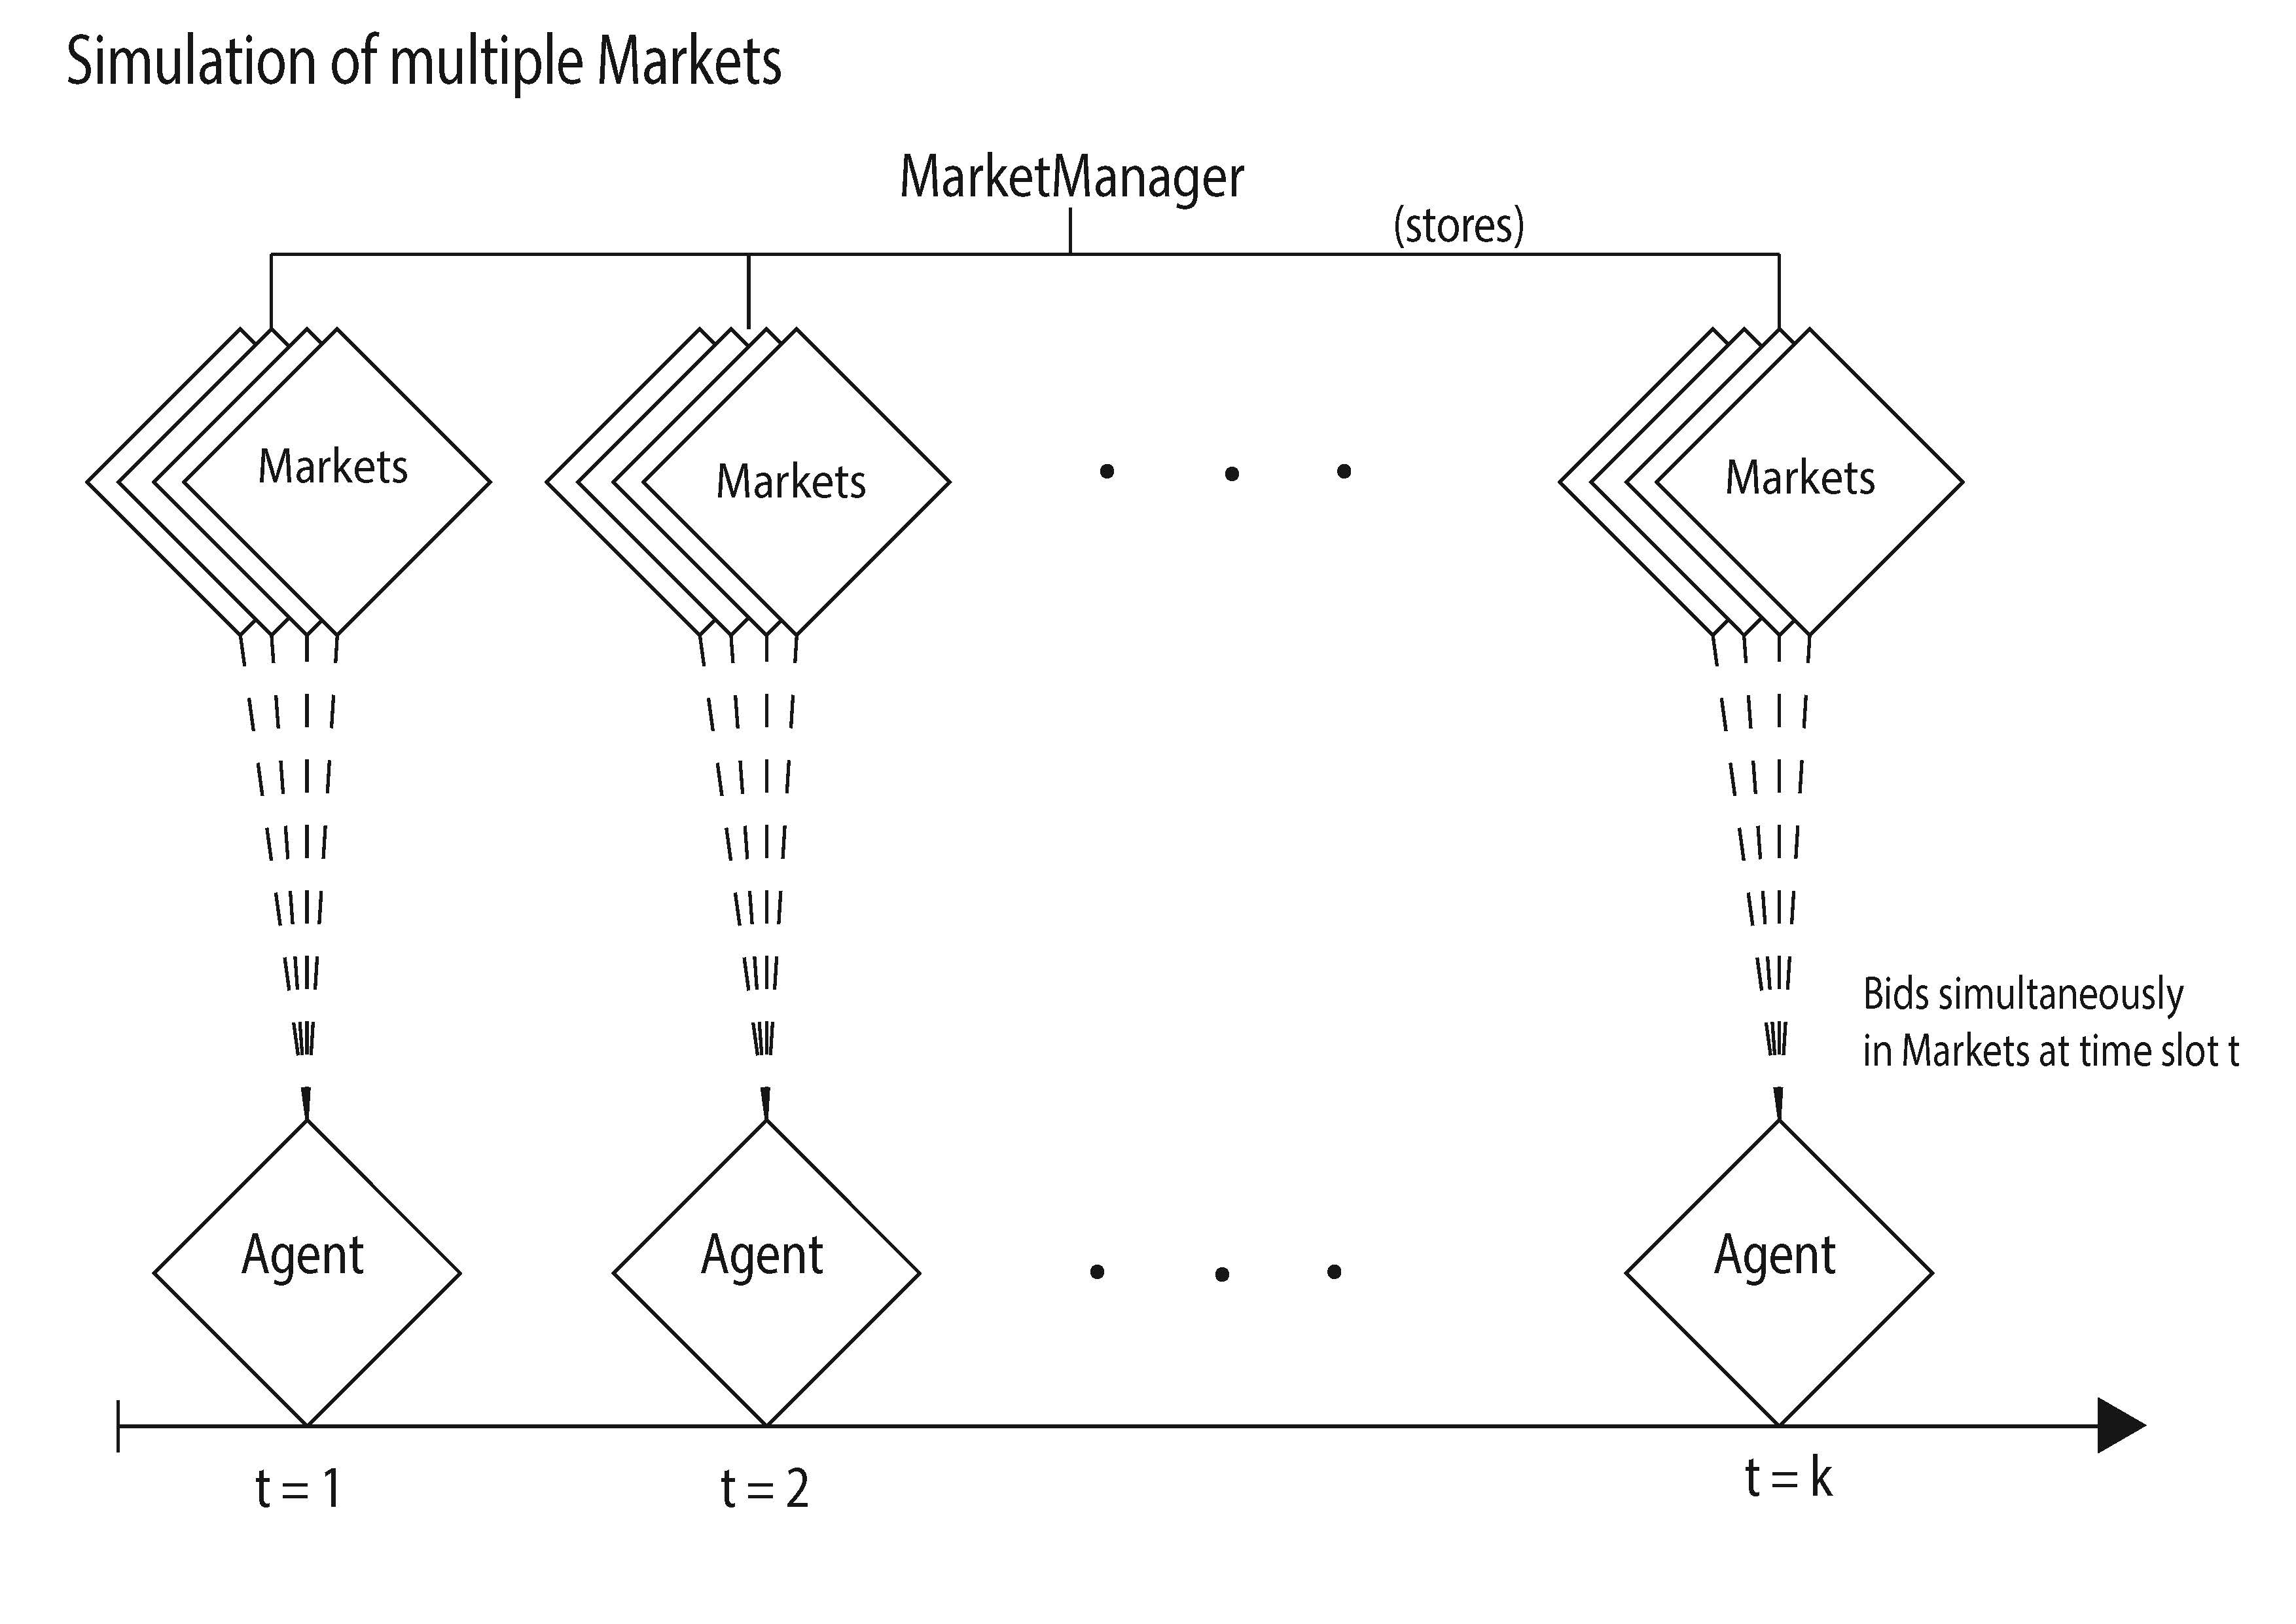 Simulation of multiple Markets
MarketManager
(stores)
Markets
Markets
Markets
Bids simultaneously
in Markets at time slot t
Agent
Agent
Agent
t = 1
t = 2
t = k